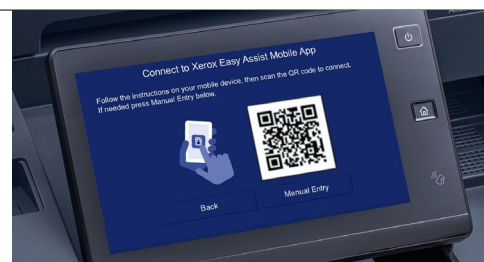 Connect to Xerox Easy Assist Mobile App
Follow the instructions on your mobile device, then scan the QR code to connect.
If needed press Manual Entry below.
Back
Manual Entry